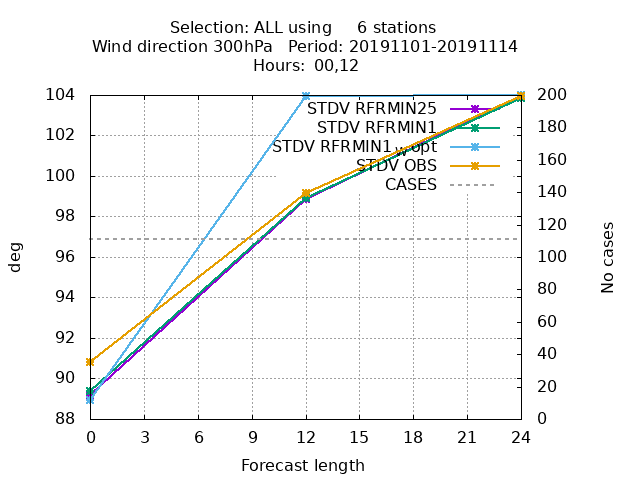 Selection: ALL using     6 stations
Wind direction 300hPa   Period: 20191101-20191114
Hours: 00,12
104
102
100
98
96
94
92
90
88
200
180
160
140
120
100
80
60
40
20
0
deg
No cases
STDV RFRMIN25
STDV RFRMIN1
STDV RFRMIN1_wopt
STDV OBS
CASES
0 3 6 9 12 15 18 21 24
Forecast length